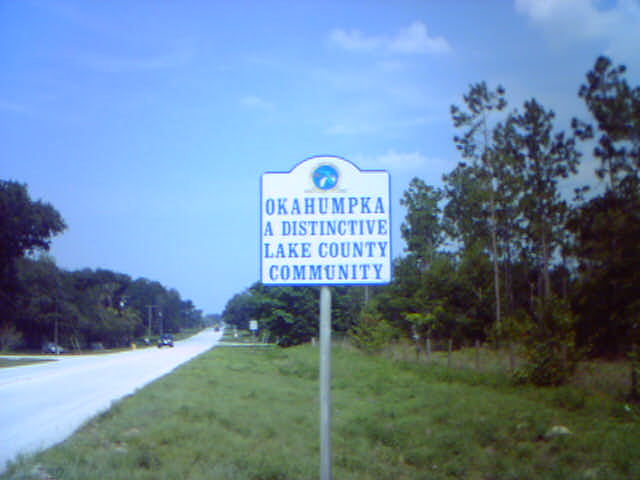 OKAHUMPKA
A DISTINCTIVE
LAKE COUNTY
COMMUNITY